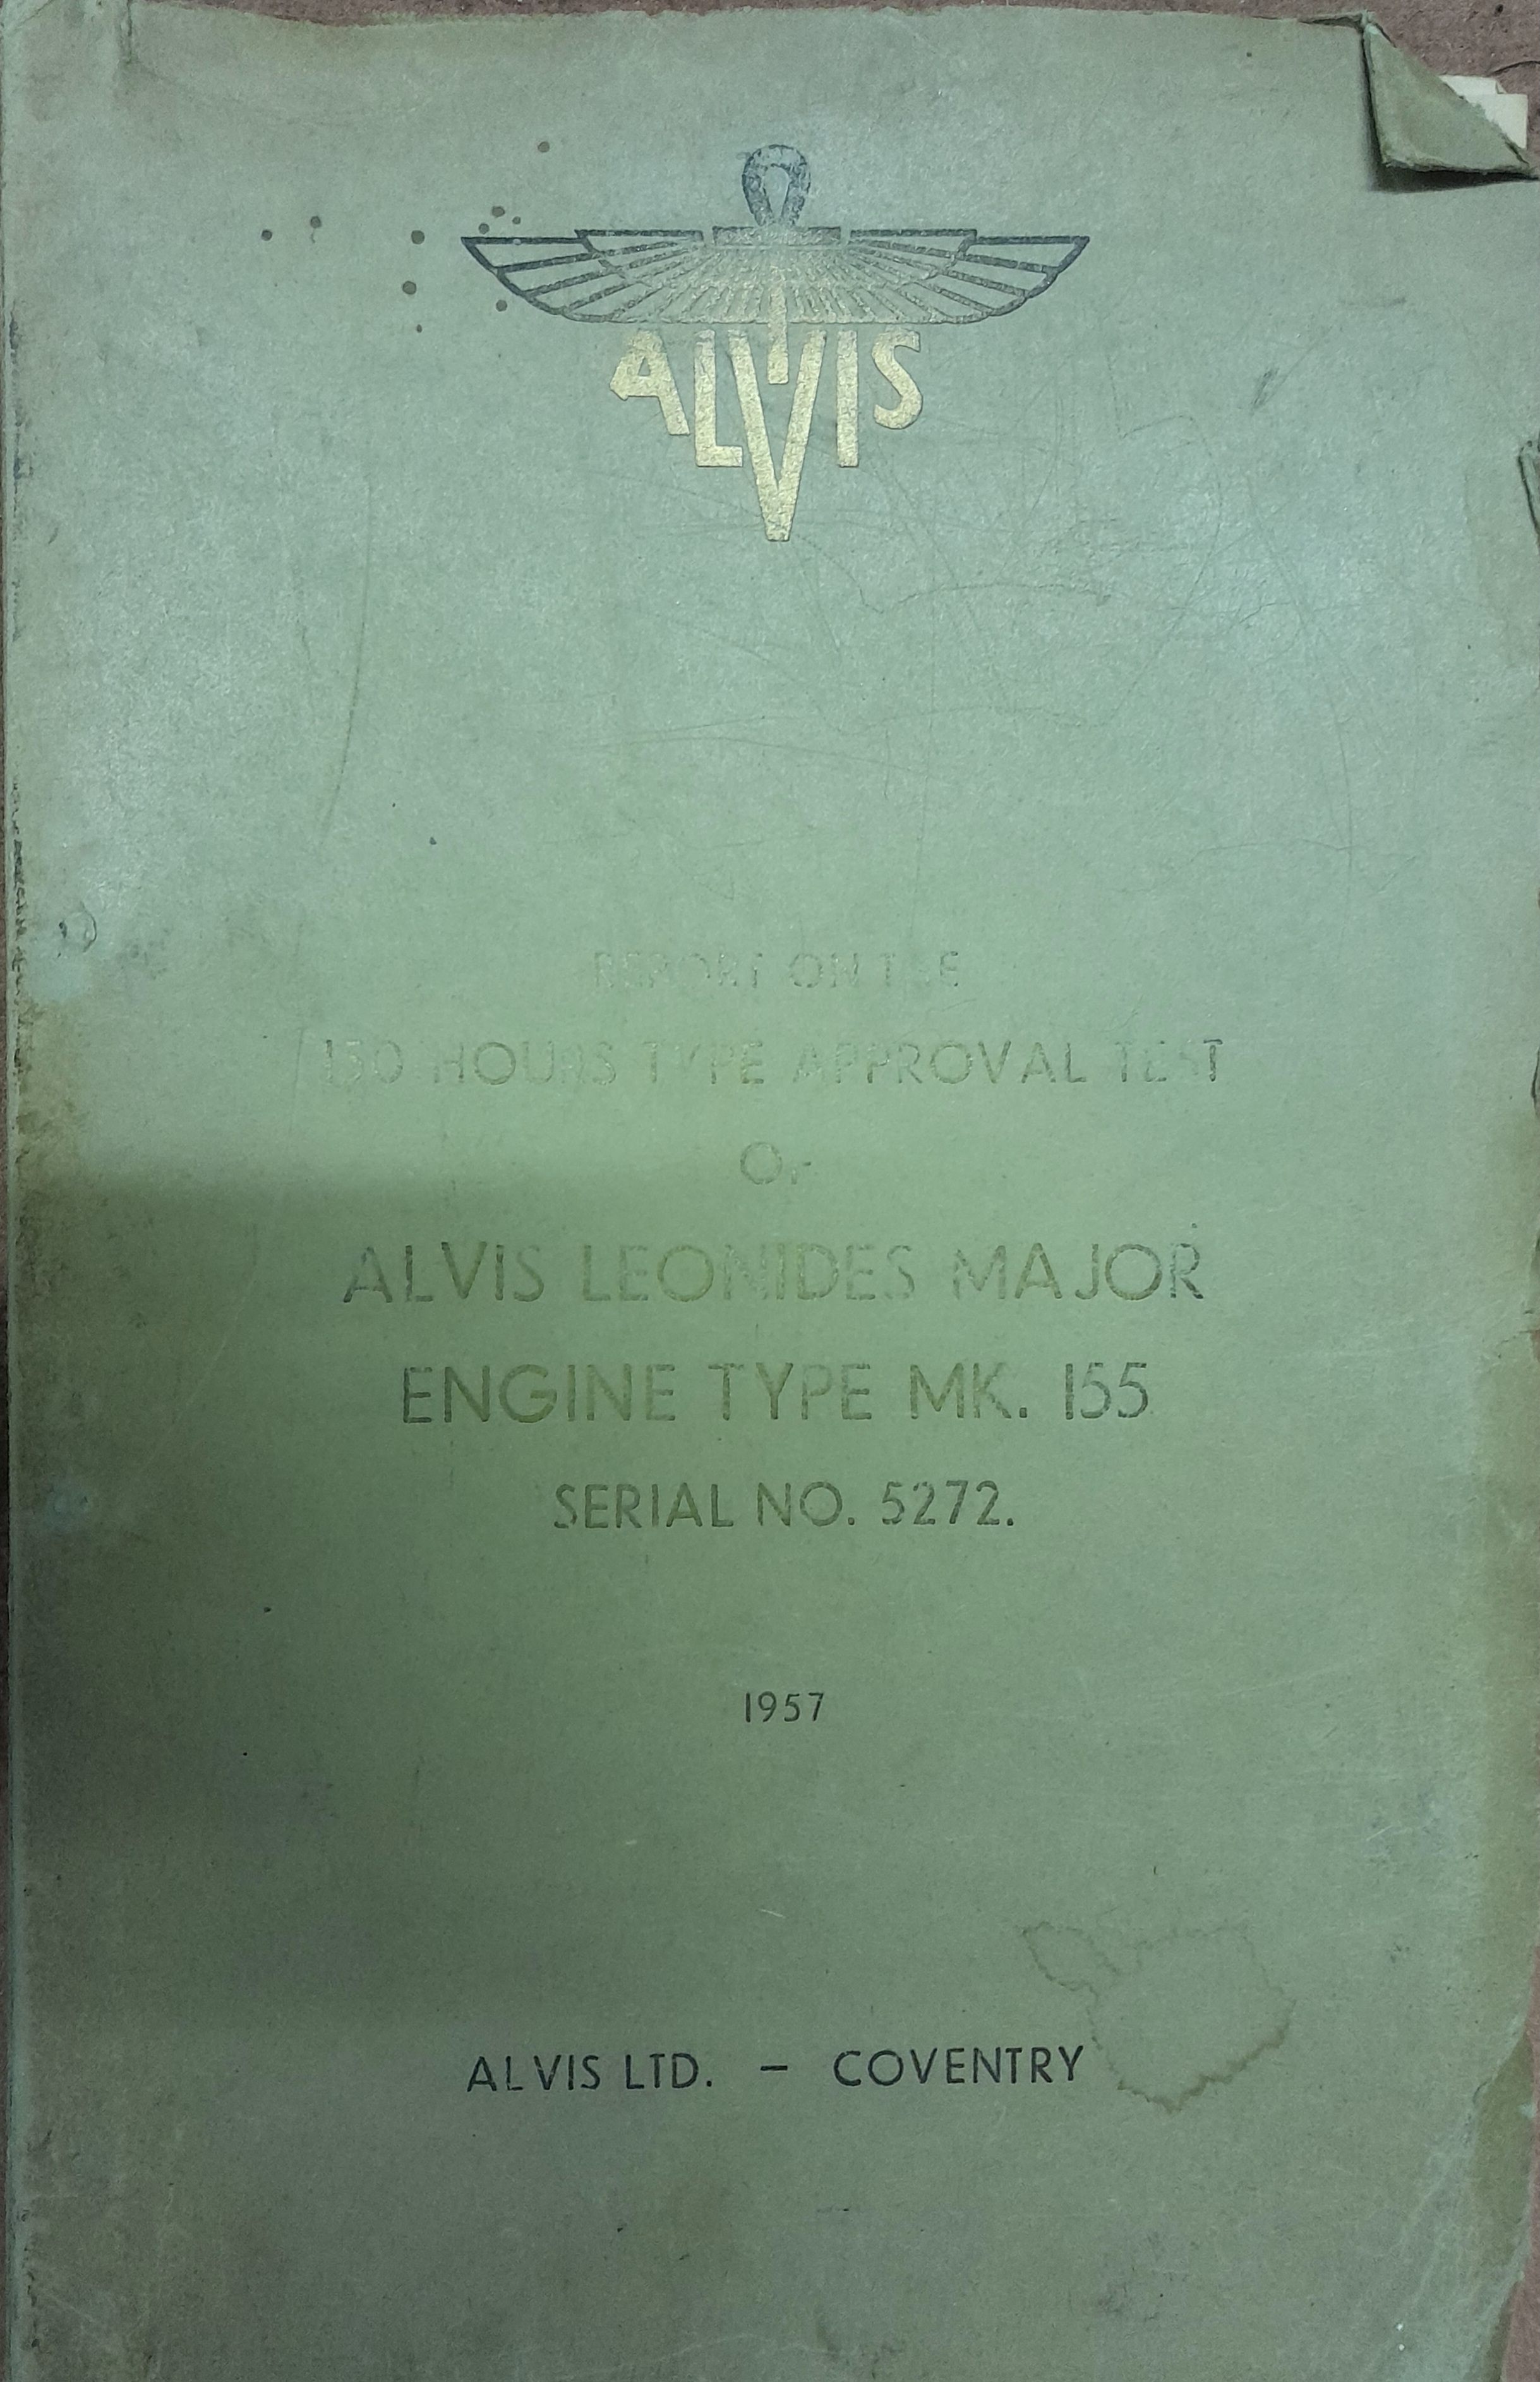 ALVIS
REPORT ON THE
150 HOURS TYPE APPROVAL TEST
OF
ALVIS LEONIDES MAJOR
ENGINE TYPE MK. 155
SERIAL NO. 5272.
1957
ALVIS LTD. – COVENTRY